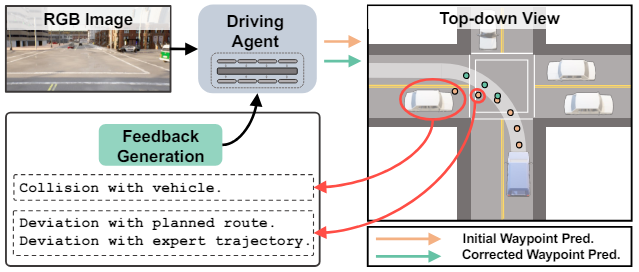 RGB Image
Driving
Agent
Top-down View
Feedback
Generation
Collision with vehicle.
Deviation with planned route.
Deviation with expert trajectory.
Initial Waypoint Pred.
Corrected Waypoint Pred.